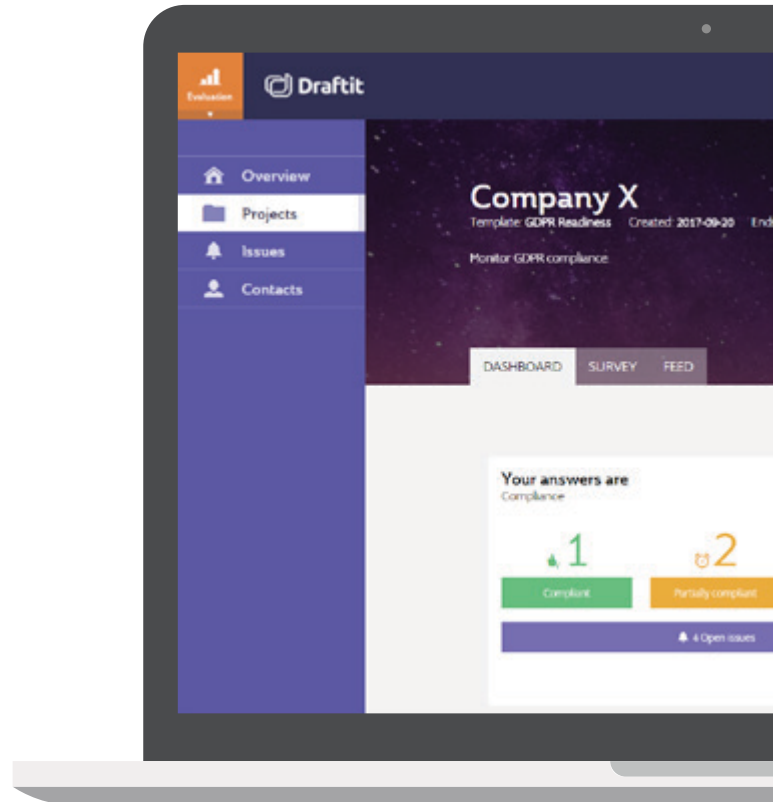 Evaluation
Draftit
Overview
Projects
Issues
Contacts
Company X
Template: GDPR Readiness Created: 2017-09-20
Monitor GDPR compliance
DASHBOARD SURVEY FEED
Your answers are
Compliance
1 2
Compliant Partially compliant
Open issues